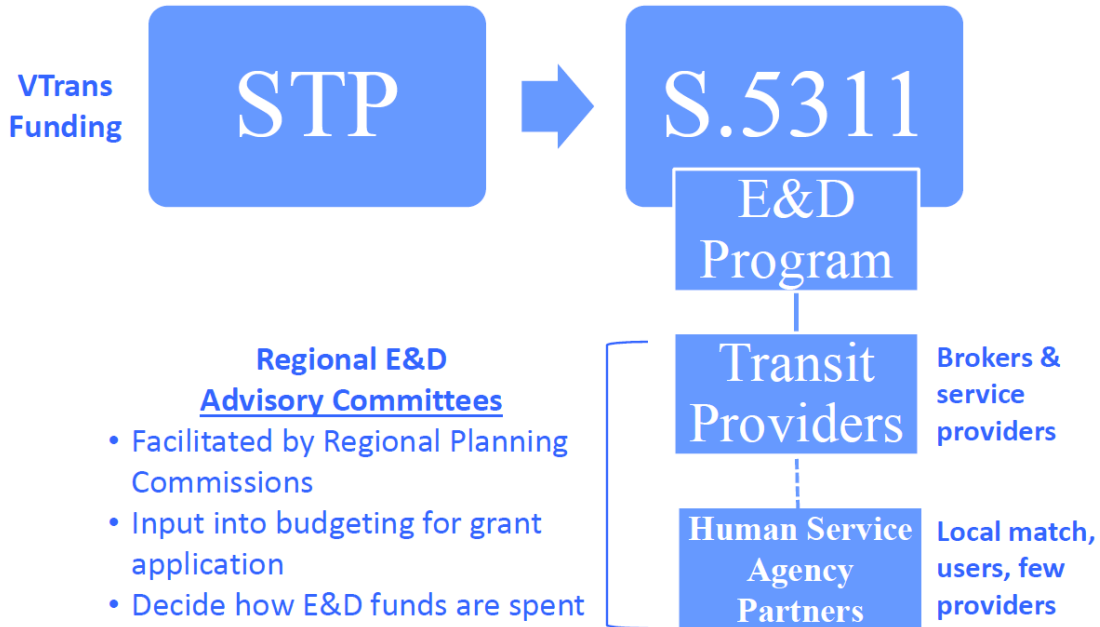 VTrans
Funding
STP
S.5311
E&D
Program
Regional E&D
Advisory Committees
• Facilitated by Regional Planning
Commissions
• Input into budgeting for grant
application
• Decide how E&D funds are spent
Transit
Providers
Brokers &
service
providers
Human Service
Agency
Partners
Local match,
users, few
providers